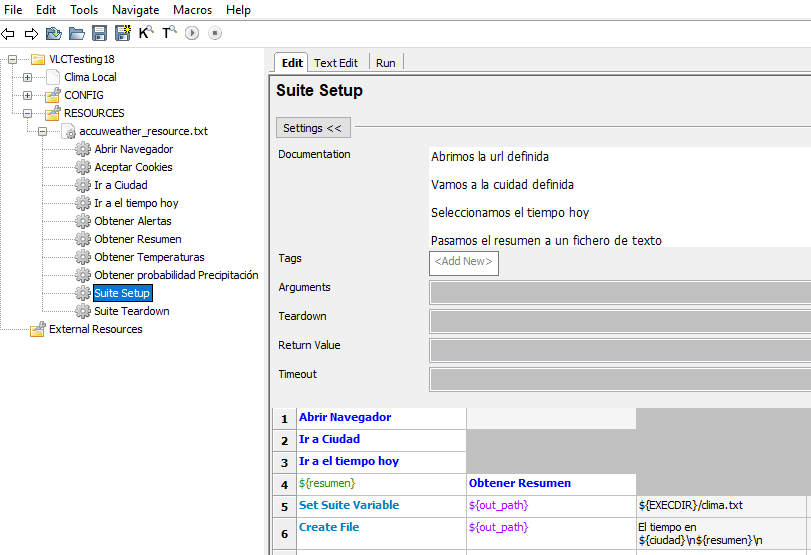 File Edit Tools Navigate Macros Help
VLCTesting18
Clima Local
CONFIG
RESOURCES
accuweather_resource.txt
Abrir Navegador
Aceptar Cookies
Ir a Ciudad
Ir a el tiempo hoy
Obtener Alertas
Obtener Resumen
Obtener Temperaturas
Obtener probabilidad Precipitación
Suite Setup
Suite Teardown
External Resources
Edit Text Edit Run
Suite Setup
Settings <<
Documentation
Abrimos la url definida
Vamos a la cuidad definida
Seleccionamos el tiempo hoy
Pasamos el resumen a un fichero de texto
Tags <Add New>
Arguments
Teardown
Return Value
Timeout
1 Abrir Navegador
2 Ir a Ciudad
3 Ir a el tiempo hoy
4 ${resumen} Obtener Resumen
5 Set Suite Variable ${out_path} ${EXECDIR}/clima.txt
6 Create File ${out_path} El tiempo en
${ciudad}\n${resumen}\n